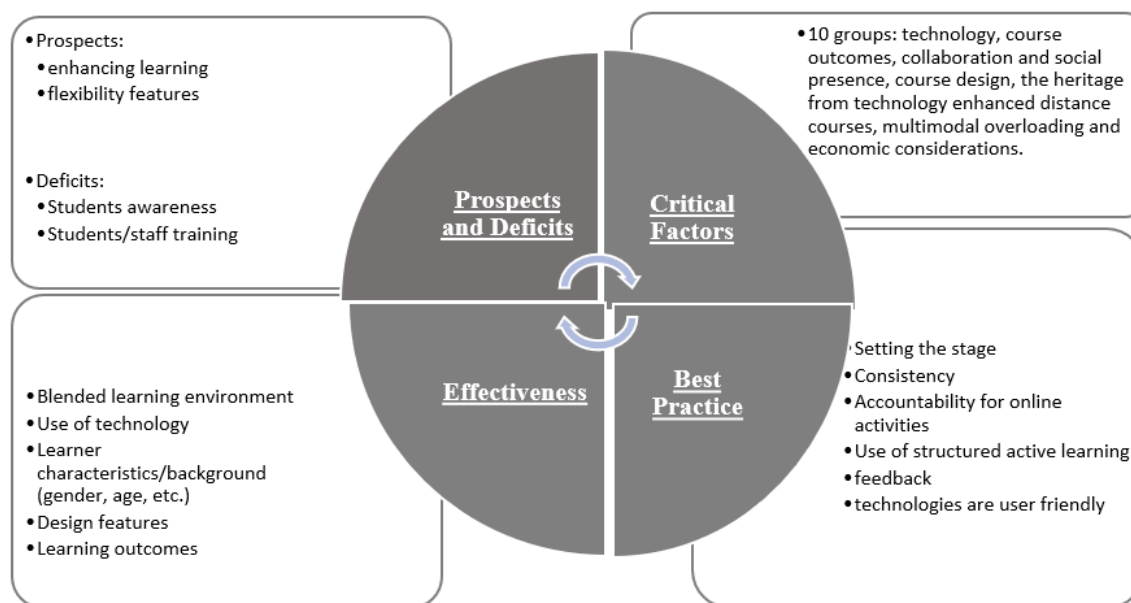 •Prospects:
•enhancing learning
•flexibility features
•Deficits:
•Students awareness
•Students/staff training
•10 groups: technology, course
outcomes, collaboration and social
presence, course design, the heritage
from technology enhanced distance
courses, multimodal overloading and
economic considerations.
Prospects
and Deficits
Critical
Factors
Effectiveness
Best
Practice
•Blended learning environment
•Use of technology
•Learner
characteristics/background
(gender, age, etc.)
•Design features
•Learning outcomes
•Setting the stage
•Consistency
•Accountability for online
activities
•Use of structured active learning
•feedback
•technologies are user friendly